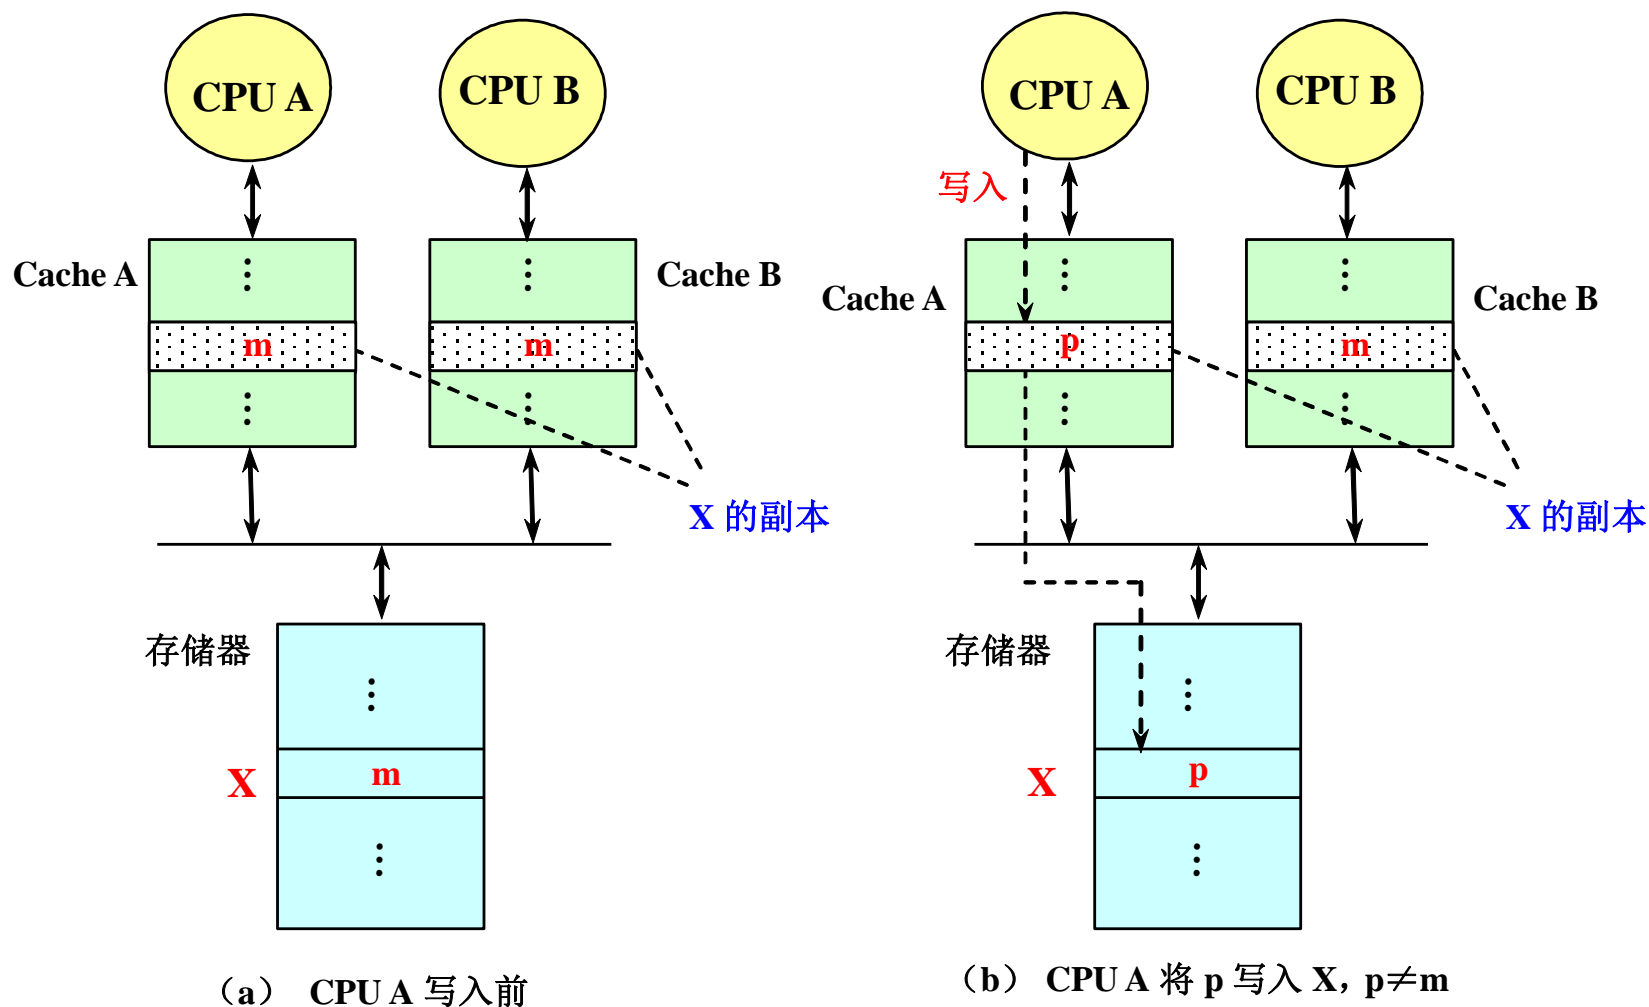 CPU A
CPU B
Cache A
Cache B
m
m
X 的副本
存储器
X
m
（a） CPU A 写入前
CPU A
CPU B
写入
Cache A
Cache B
p
m
X 的副本
存储器
X
p
（b） CPU A 将 p 写入 X，p≠m